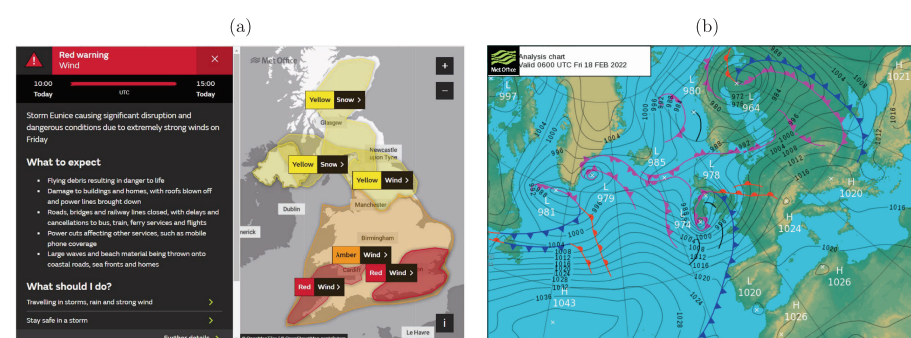 (a)
(b)
Red warning
Wind
10:00
Today
UTC
15:00
Today
Storm Eunice causing significant disruption and
dangerous conditions due to extremely strong winds on
Friday
What to expect
Flying debris resulting in danger to life
Damage to buildings and homes, with roofs blown off
and power lines brought down
Roads, bridges and railway lines closed, with delays and
cancellations to bus, train, ferry services and flights
Power cuts affecting other services, such as mobile
phone coverage
Large waves and beach material being thrown onto
coastal roads, sea fronts and homes
What should I do?
Travelling in storms, rain and strong wind
Stay safe in a storm
Further details
Met Office
Yellow Snow
Glasgow
Newcastle
Yellow Snow
Yellow Wind
Dublin
Manchester
Birmingham
Amber Wind
Cardiff
Red Wind
Red Wind
Le Havre
Met Office
Analysis chart
Valid 0600 UTC Fri 18 FEB 2022
L
997
L
980
L
964
H
1021
L
985
L
978
L
981
L
979
L
974
H
1020
H
1024
H
1043
L
1020
H
1026
H
1026